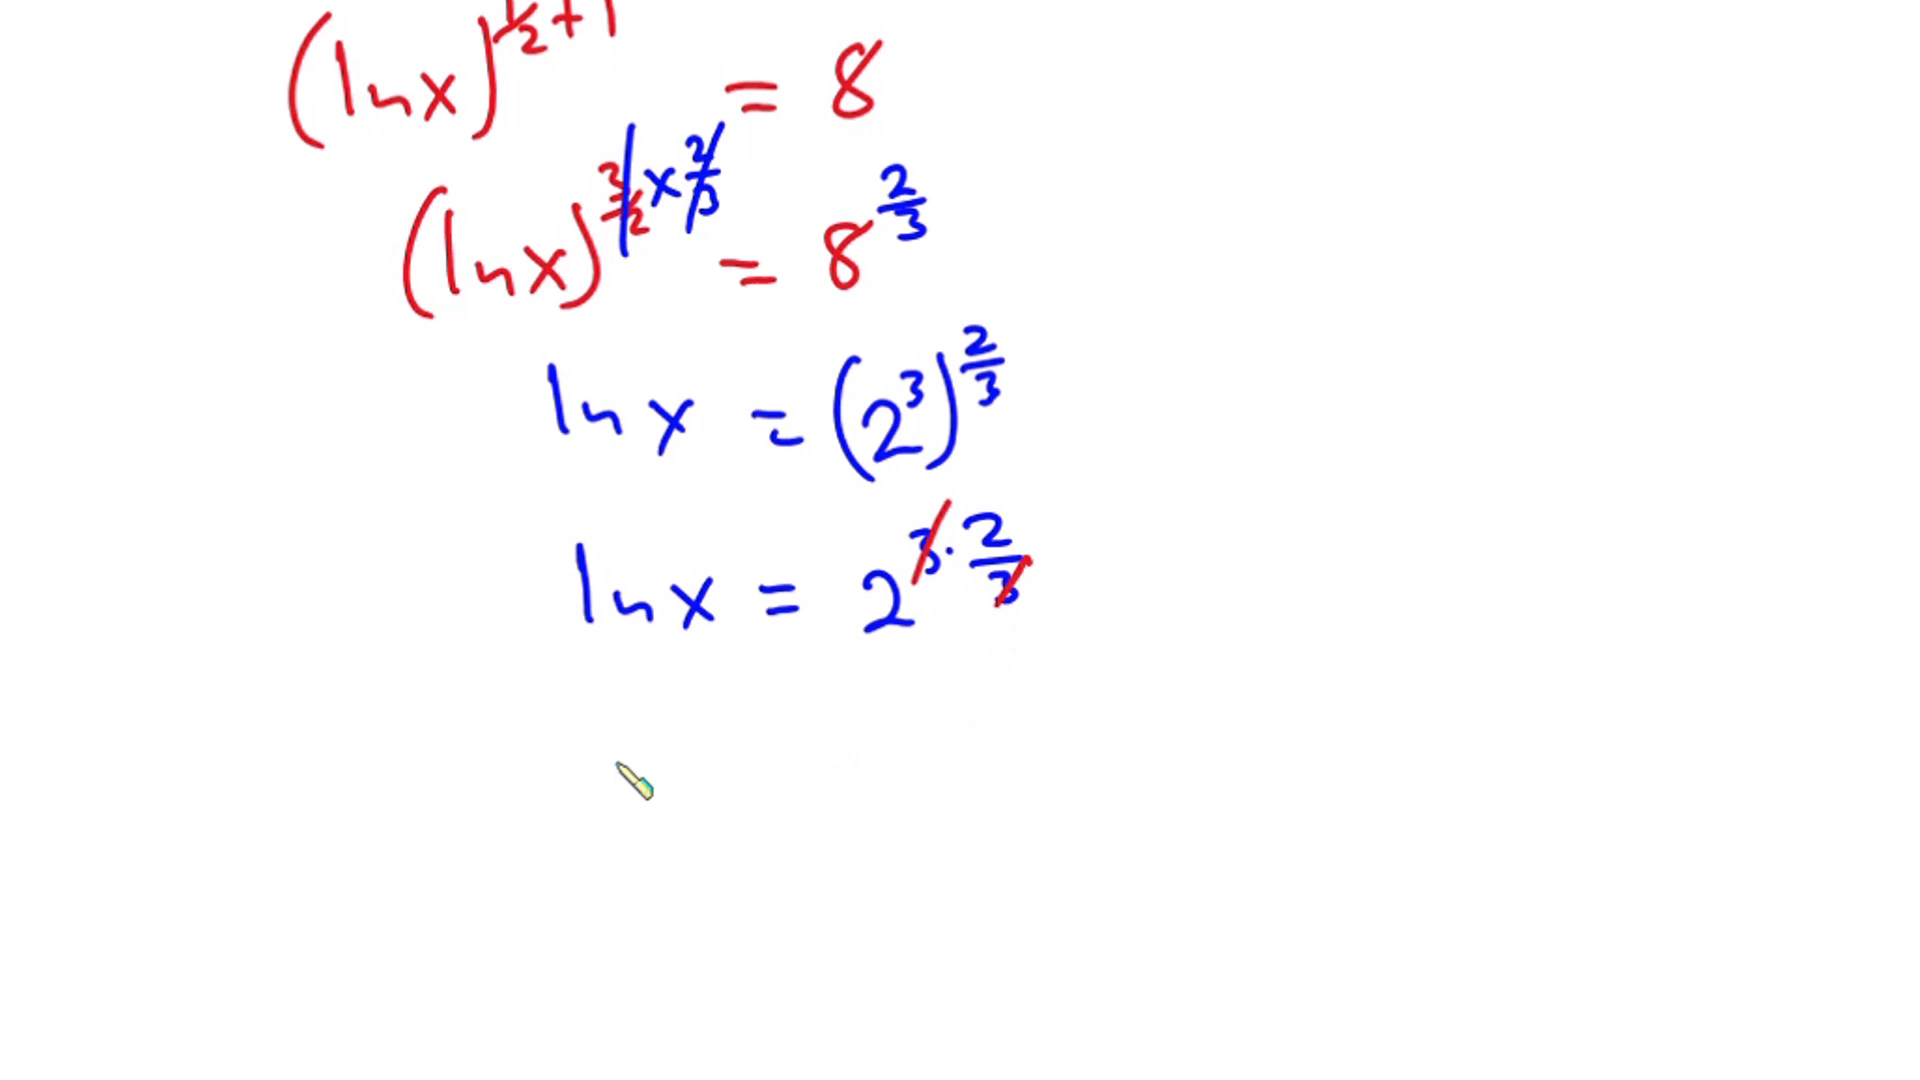 (ln x)^{1/2 + 1} = 8
(ln x)^{3/2 × 2/3} = 8^{2/3}
ln x = (2^3)^{2/3}
ln x = 2^{3 · 2/3}